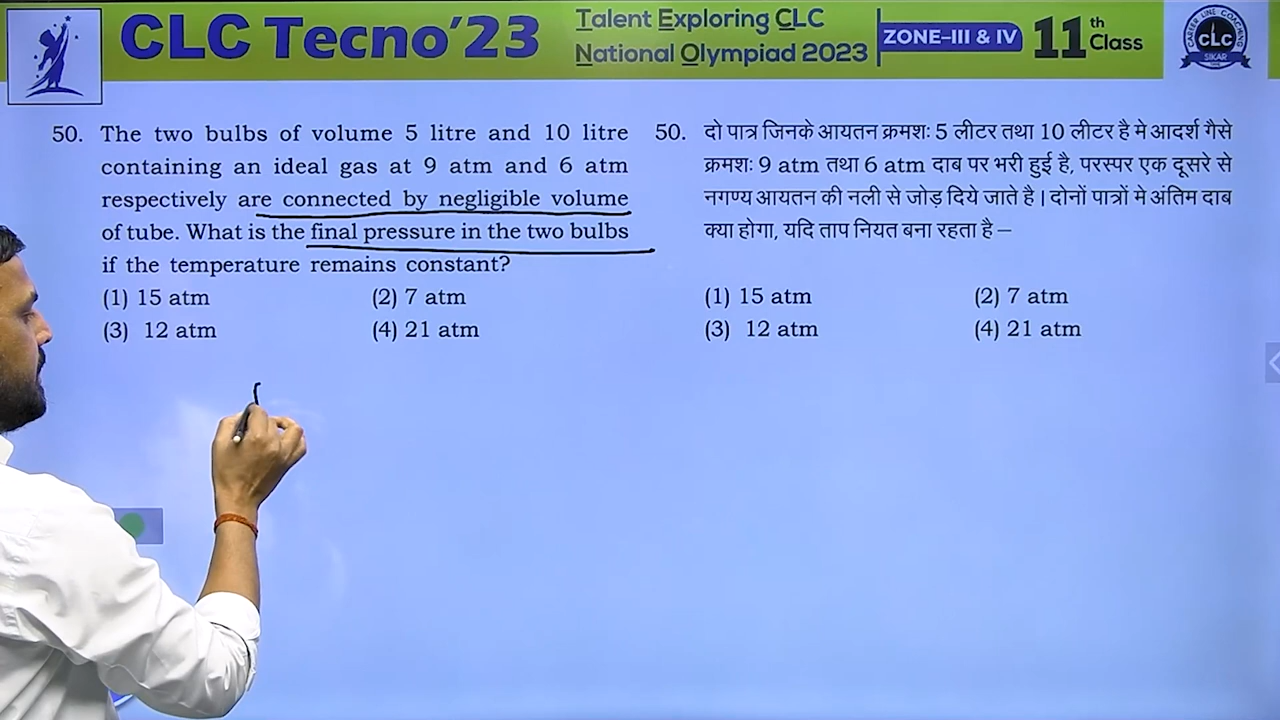 CLC Tecno'23
Talent Exploring CLC
National Olympiad 2023
ZONE–III & IV
11th Class
CAREER LINE COACHING
CLC
SIKAR
50. The two bulbs of volume 5 litre and 10 litre
containing an ideal gas at 9 atm and 6 atm
respectively are connected by negligible volume
of tube. What is the final pressure in the two bulbs
if the temperature remains constant?
(1) 15 atm (2) 7 atm
(3) 12 atm (4) 21 atm
50. दो पात्र जिनके आयतन क्रमशः 5 लीटर तथा 10 लीटर है मे आदर्श गैसे
क्रमशः 9 atm तथा 6 atm दाब पर भरी हुई है, परस्पर एक दूसरे से
नगण्य आयतन की नली से जोड़ दिये जाते है। दोनों पात्रों मे अंतिम दाब
क्या होगा, यदि ताप नियत बना रहता है –
(1) 15 atm (2) 7 atm
(3) 12 atm (4) 21 atm